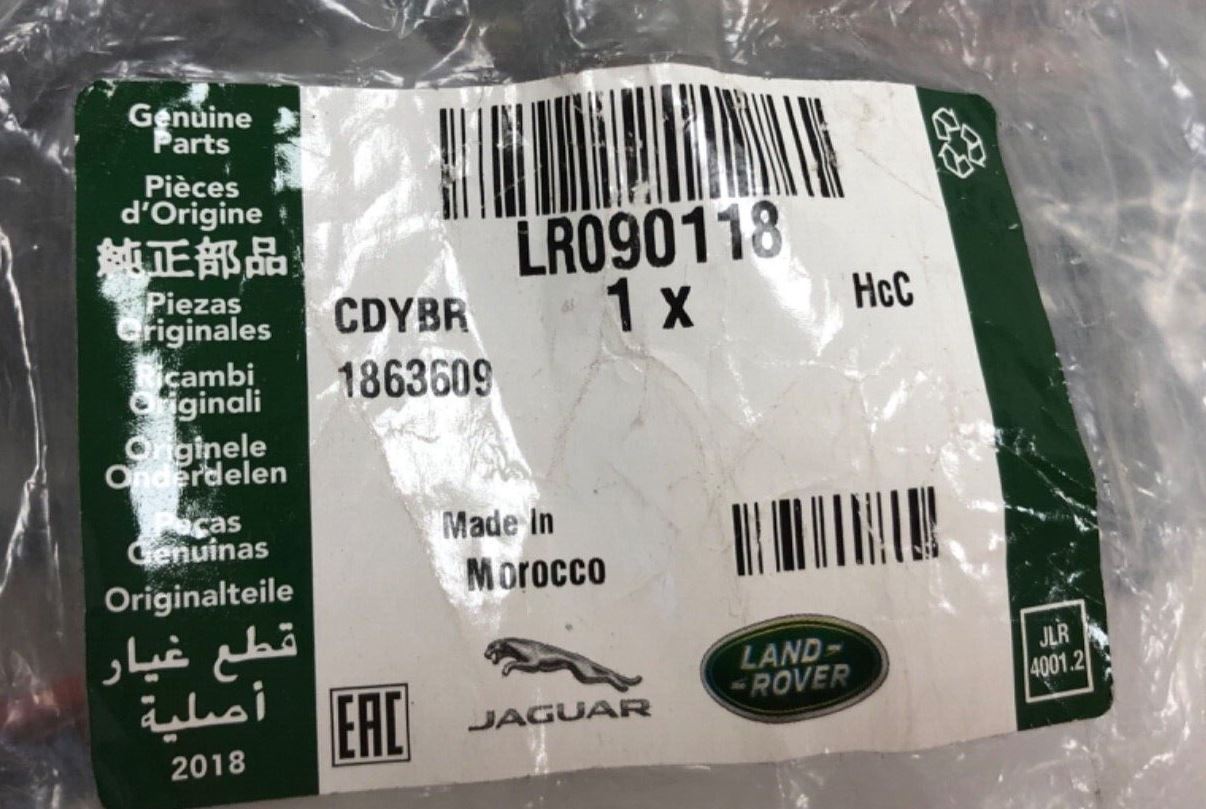 Genuine
Parts
Pièces
d'Origine
純正部品
Piezas
Originales
Ricambi
Originali
Originele
Onderdelen
Peças
Genuinas
Originalteile
قطع غيار
أصلية
2018
LR090118
1 x
HcC
CDYBR
1863609
Made In
Morocco
EAC
JAGUAR
LAND-
-ROVER
JLR
4001.2